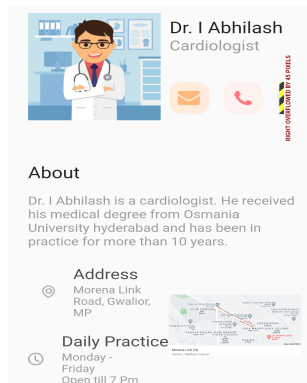 Dr. I Abhilash
Cardiologist
RIGHT OVERFLOWED BY 45 PIXELS
About
Dr. I Abhilash is a cardiologist. He received
his medical degree from Osmania
University hyderabad and has been in
practice for more than 10 years.
Address
Morena Link
Road, Gwalior,
MP
Daily Practice
Monday -
Friday
Open till 7 Pm